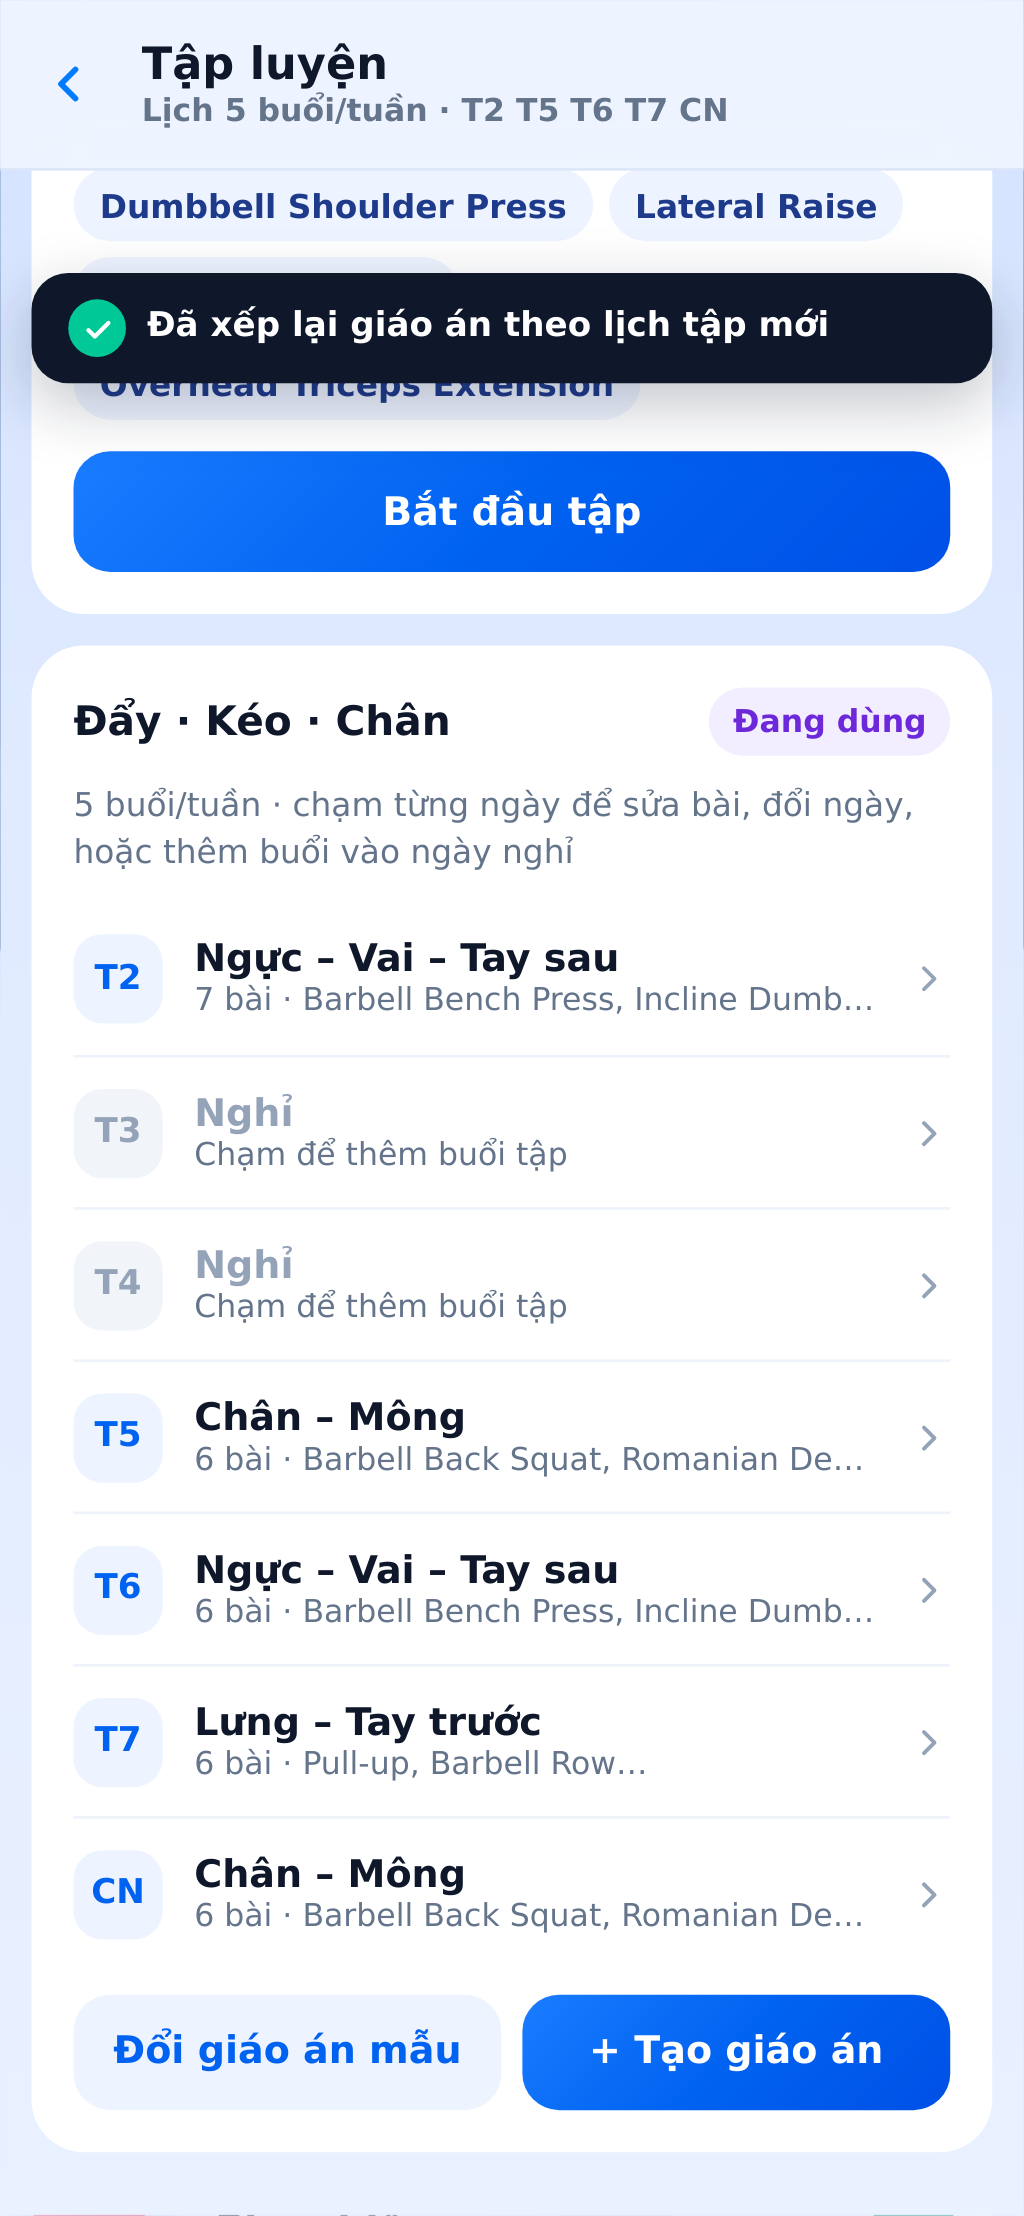 Tập luyện
Lịch 5 buổi/tuần · T2 T5 T6 T7 CN
Dumbbell Shoulder Press
Lateral Raise
Đã xếp lại giáo án theo lịch tập mới
Overhead Triceps Extension
Bắt đầu tập
Đẩy · Kéo · Chân
Đang dùng
5 buổi/tuần · chạm từng ngày để sửa bài, đổi ngày,
hoặc thêm buổi vào ngày nghỉ
T2
Ngực – Vai – Tay sau
7 bài · Barbell Bench Press, Incline Dumb...
T3
Nghỉ
Chạm để thêm buổi tập
T4
Nghỉ
Chạm để thêm buổi tập
T5
Chân – Mông
6 bài · Barbell Back Squat, Romanian De...
T6
Ngực – Vai – Tay sau
6 bài · Barbell Bench Press, Incline Dumb...
T7
Lưng – Tay trước
6 bài · Pull-up, Barbell Row...
CN
Chân – Mông
6 bài · Barbell Back Squat, Romanian De...
Đổi giáo án mẫu
+ Tạo giáo án